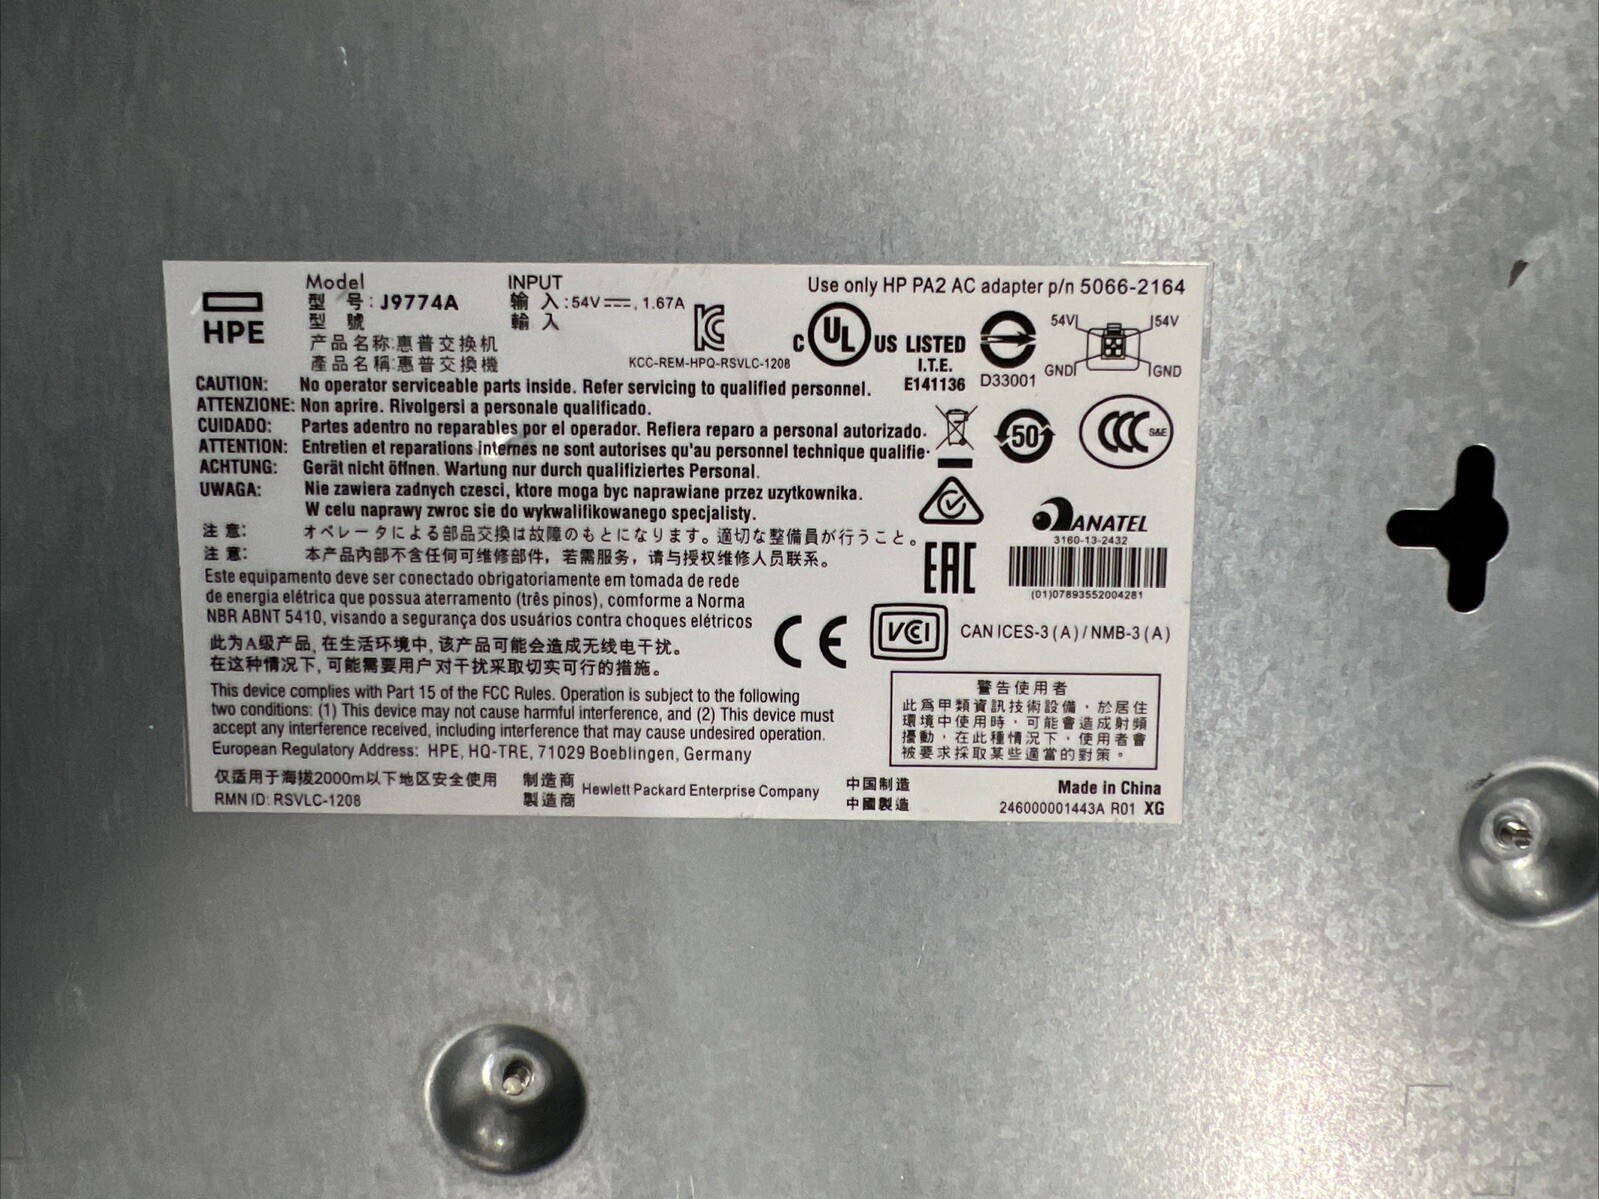 HPE
Model
型 号: J9774A
型 號
INPUT
输 入:54V⎓, 1.67A
輸 入
产品名称:惠普交换机
產品名稱:惠普交換機
KCC-REM-HPQ-RSVLC-1208
Use only HP PA2 AC adapter p/n 5066-2164
C UL US LISTED
I.T.E.
E141136
D33001
54V 54V
GND GND
CAUTION: No operator serviceable parts inside. Refer servicing to qualified personnel.
ATTENZIONE: Non aprire. Rivolgersi a personale qualificado.
CUIDADO: Partes adentro no reparables por el operador. Refiera reparo a personal autorizado.
ATTENTION: Entretien et reparations internes ne sont autorises qu'au personnel technique qualifie.
ACHTUNG: Gerät nicht öffnen. Wartung nur durch qualifiziertes Personal.
UWAGA: Nie zawiera zadnych czesci, ktore moga byc naprawiane przez uzytkownika.
W celu naprawy zwroc sie do wykwalifikowanego specjalisty.
注意: オペレータによる部品交換は故障のもとになります。適切な整備員が行うこと。
注意: 本产品内部不含任何可维修部件，若需服务，请与授权维修人员联系。
50
CCC S&E
ANATEL
3160-13-2432
(01)07893552004281
EAC
Este equipamento deve ser conectado obrigatoriamente em tomada de rede
de energia elétrica que possua aterramento (três pinos), comforme a Norma
NBR ABNT 5410, visando a segurança dos usuários contra choques elétricos
此为A级产品, 在生活环境中, 该产品可能会造成无线电干扰。
在这种情况下, 可能需要用户对干扰采取切实可行的措施。
CE
VCI
CAN ICES-3 (A) / NMB-3 (A)
This device complies with Part 15 of the FCC Rules. Operation is subject to the following
two conditions: (1) This device may not cause harmful interference, and (2) This device must
accept any interference received, including interference that may cause undesired operation.
European Regulatory Address: HPE, HQ-TRE, 71029 Boeblingen, Germany
警告使用者
此為甲類資訊技術設備，於居住
環境中使用時，可能會造成射頻
擾動，在此種情況下，使用者會
被要求採取某些適當的對策。
仅适用于海拔2000m以下地区安全使用
RMN ID: RSVLC-1208
制造商
製造商
Hewlett Packard Enterprise Company
中国制造
中國製造
Made in China
246000001443A R01 XG